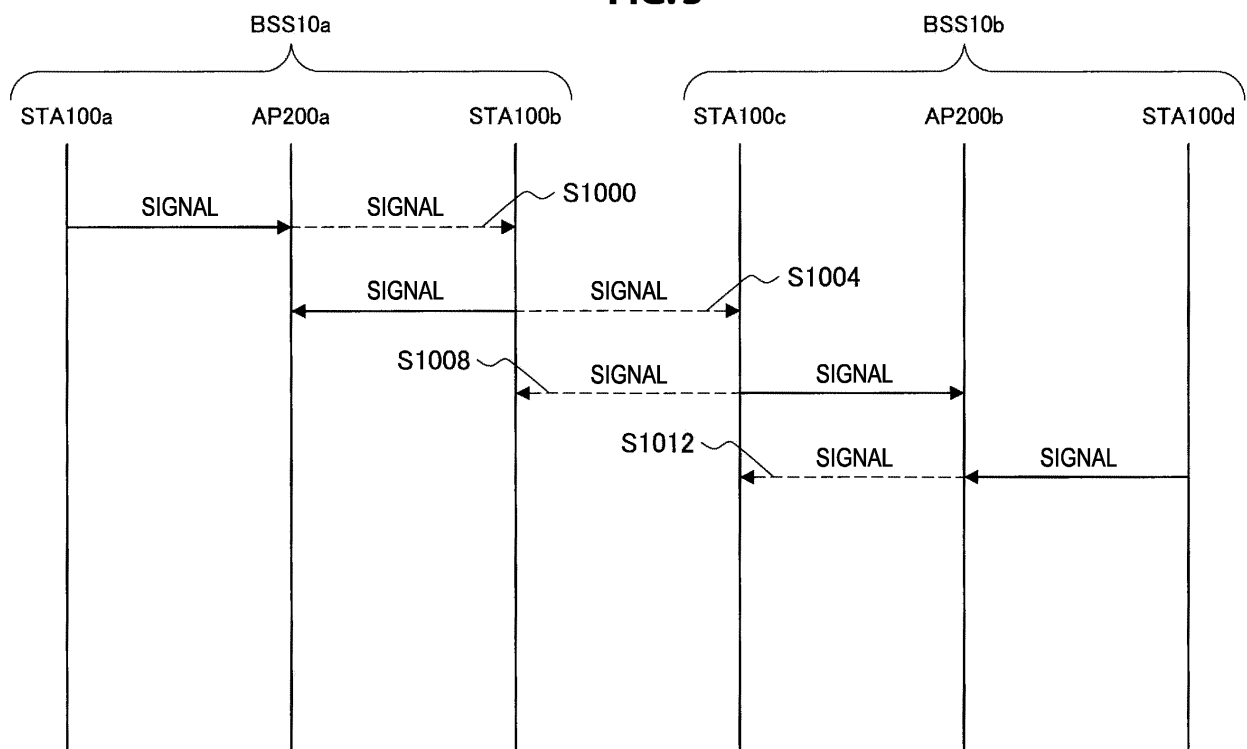 BSS10a BSS10b
STA100a AP200a STA100b STA100c AP200b STA100d
SIGNAL SIGNAL S1000
SIGNAL SIGNAL S1004
S1008 SIGNAL SIGNAL
S1012 SIGNAL SIGNAL